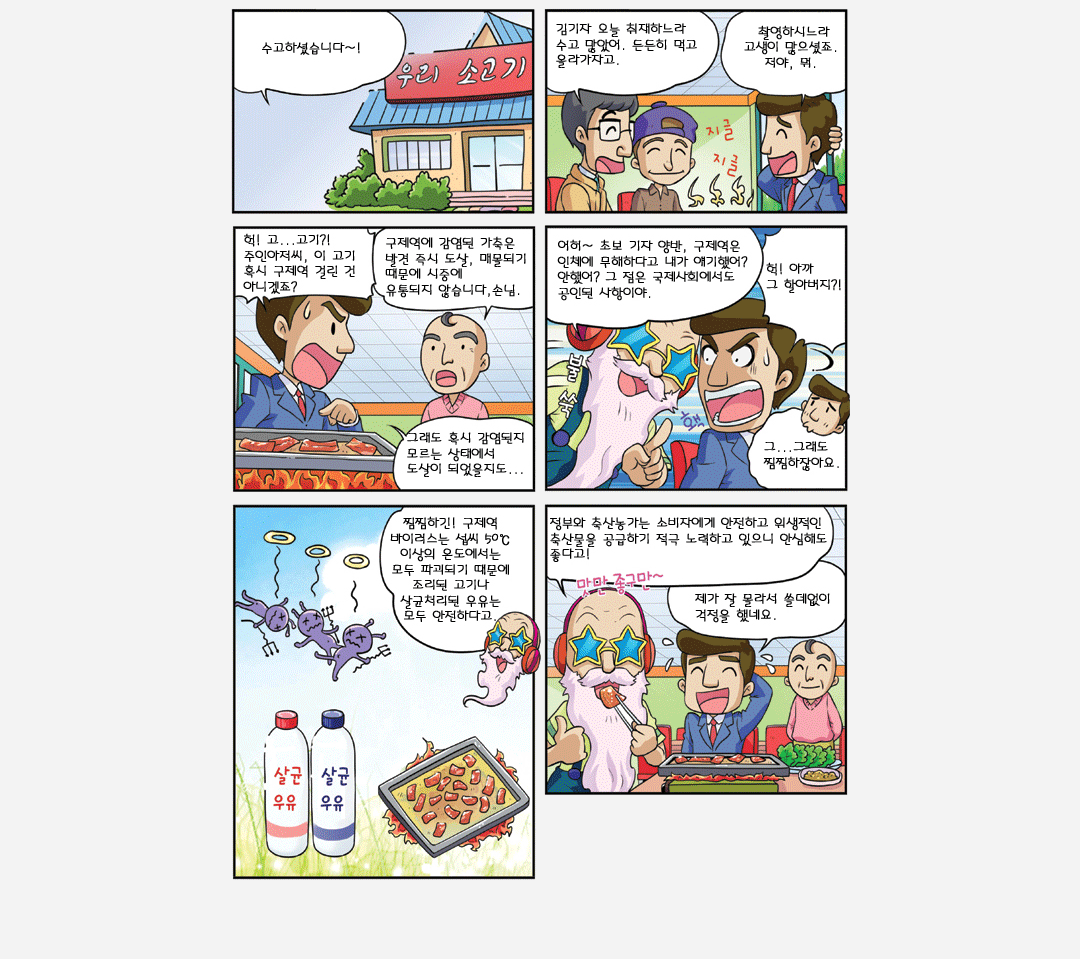 수고하셨습니다~!
우리 소고기
김기자 오늘 취재하느라
수고 많았어. 든든히 먹고
올라가자고.
촬영하시느라
고생이 많으셨죠.
저야, 뭐.
지글
지글
헉! 고...고기?!
주인아저씨, 이 고기
혹시 구제역 걸린 건
아니겠죠?
구제역에 감염된 가축은
발견 즉시 도살, 매몰되기
때문에 시중에
유통되지 않습니다,손님.
그래도 혹시 감염된지
모르는 상태에서
도살이 되었을지도...
어허~ 초보 기자 양반, 구제역은
인체에 무해하다고 내가 얘기했어?
안했어? 그 점은 국제사회에서도
공인된 사항이야.
헉! 아까
그 할아버지?!
불쑥
홱
그...그래도
찜찜하잖아요.
찜찜하긴! 구제역
바이러스는 섭씨 50℃
이상의 온도에서는
모두 파괴되기 때문에
조리된 고기나
살균처리된 우유는
모두 안전하다고.
살균
우유
살균
우유
정부와 축산농가는 소비자에게 안전하고 위생적인
축산물을 공급하기 적극 노력하고 있으니 안심해도
좋다고!
맛만 좋구만~
제가 잘 몰라서 쓸데없이
걱정을 했네요.